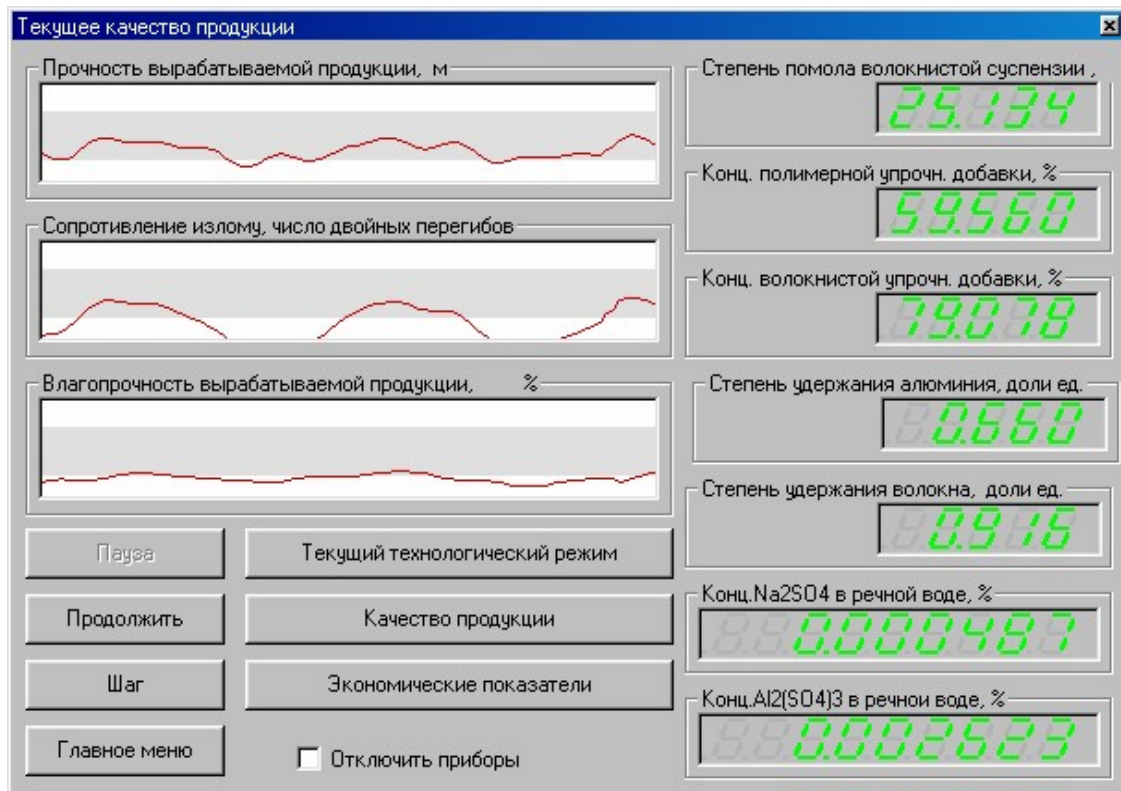 Текущее качество продукции
Прочность вырабатываемой продукции, м
Сопротивление излому, число двойных перегибов
Влагопрочность вырабатываемой продукции, %
Степень помола волокнистой суспензии ,
25.134
Конц. полимерной упрочн. добавки, %
59.560
Конц. волокнистой упрочн. добавки, %
79.078
Степень удержания алюминия, доли ед.
0.660
Степень удержания волокна, доли ед.
0.916
Конц.Na2SO4 в речной воде, %
0.000487
Конц.Al2(SO4)3 в речнои воде, %
0.002623
Пауза
Текущий технологический режим
Продолжить
Качество продукции
Шаг
Экономические показатели
Главное меню
Отключить приборы